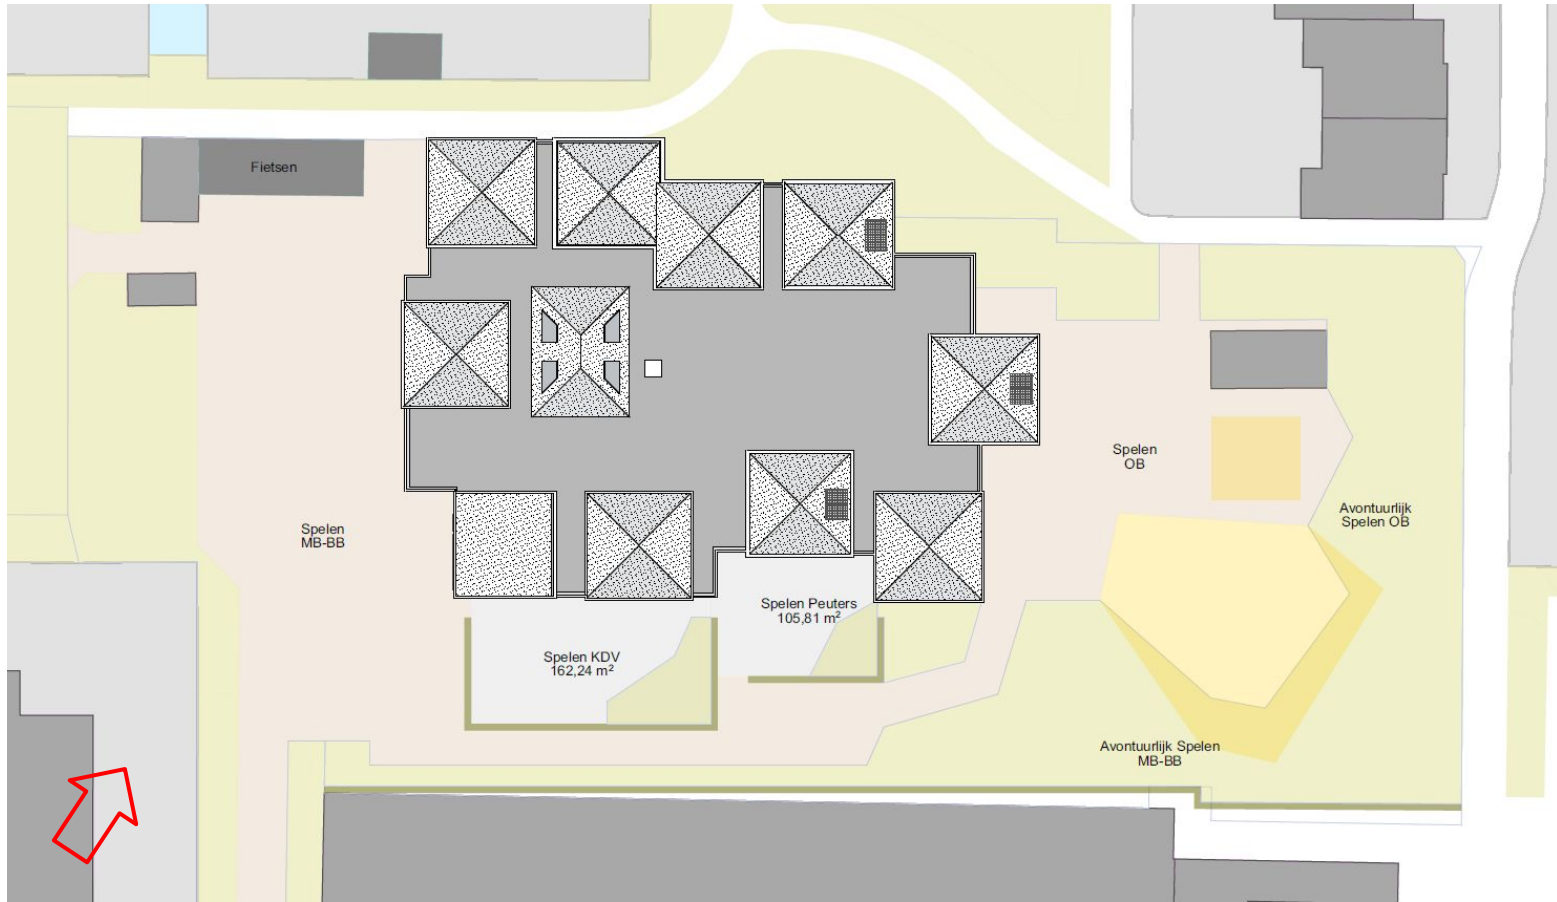 Fietsen
Spelen
OB
Avontuurlijk
Spelen OB
Spelen
MB-BB
Spelen Peuters
105,81 m²
Spelen KDV
162,24 m²
Avontuurlijk Spelen
MB-BB